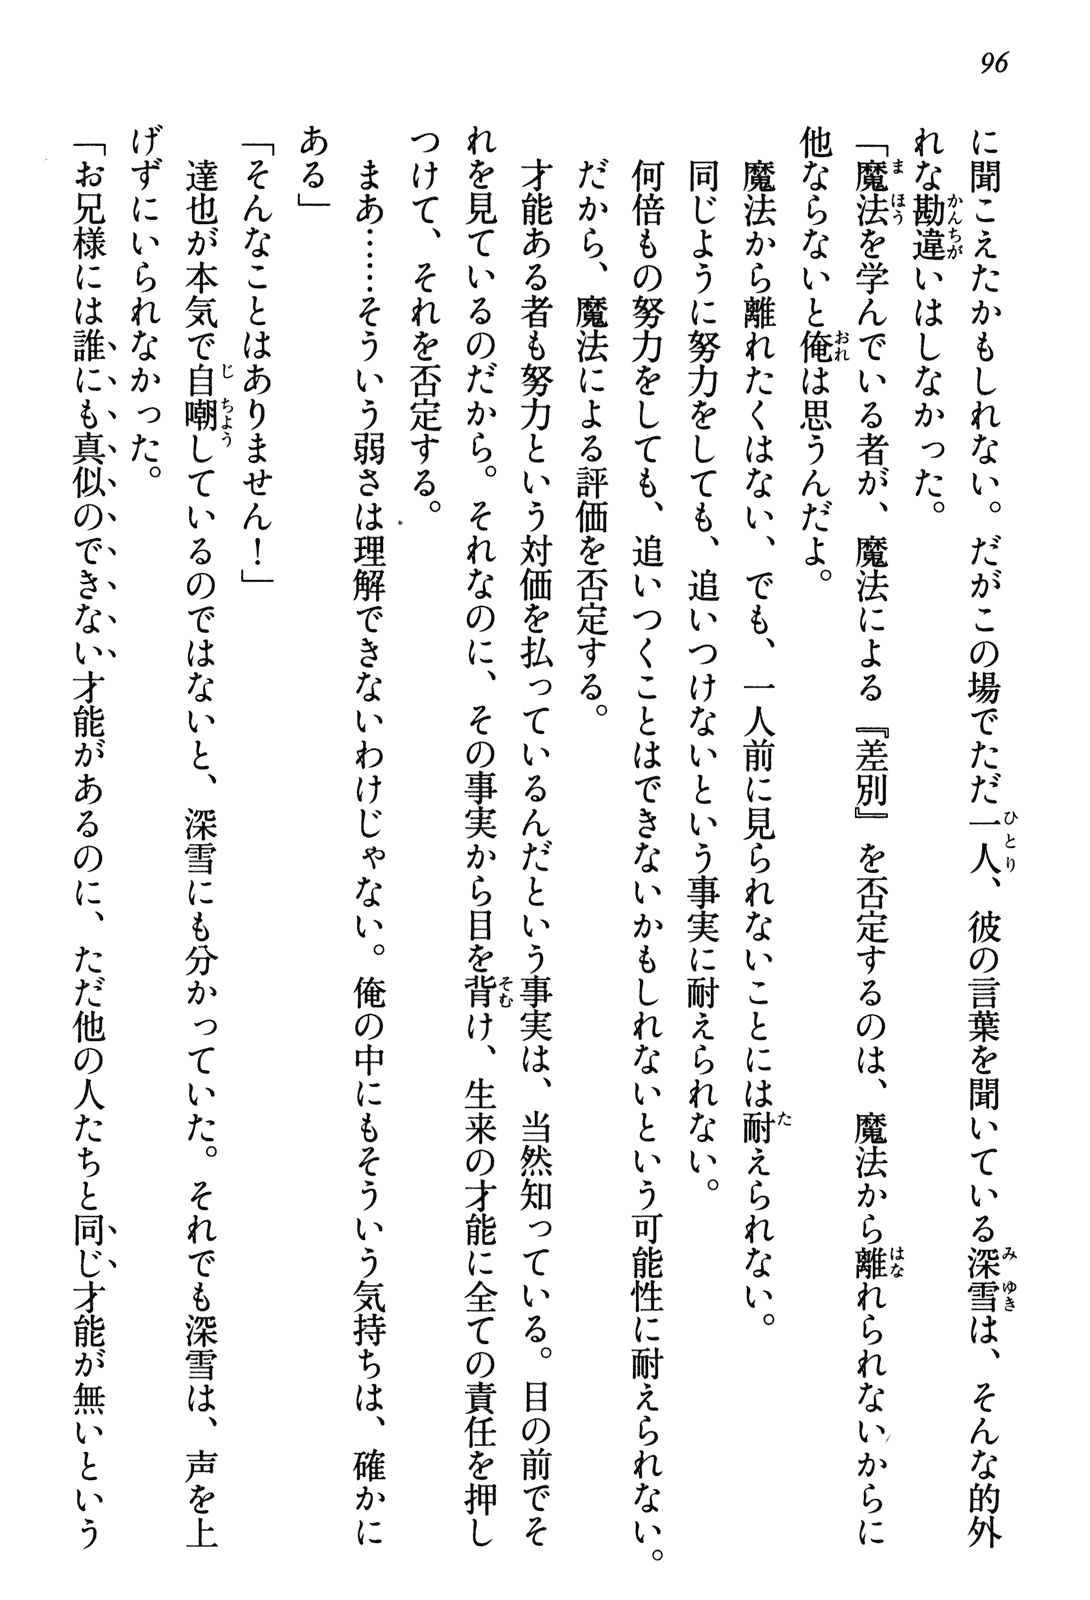 96
に聞こえたかもしれない。だがこの場でただ一人、彼の言葉を聞いている深雪は、そんな的外
れな勘違いはしなかった。
「魔法を学んでいる者が、魔法による『差別』を否定するのは、魔法から離れられないからに
他ならないと俺は思うんだよ。
魔法から離れたくはない、でも、一人前に見られないことには耐えられない。
同じように努力をしても、追いつけないという事実に耐えられない。
何倍もの努力をしても、追いつくことはできないかもしれないという可能性に耐えられない。
だから、魔法による評価を否定する。
才能ある者も努力という対価を払っているんだという事実は、当然知っている。目の前でそ
れを見ているのだから。それなのに、その事実から目を背け、生来の才能に全ての責任を押し
つけて、それを否定する。
まあ……そういう弱さは理解できないわけじゃない。俺の中にもそういう気持ちは、確かに
ある」
「そんなことはありません！」
達也が本気で自嘲しているのではないと、深雪にも分かっていた。それでも深雪は、声を上
げずにいられなかった。
「お兄様には誰にも真似のできない才能があるのに、ただ他の人たちと同じ才能が無いという